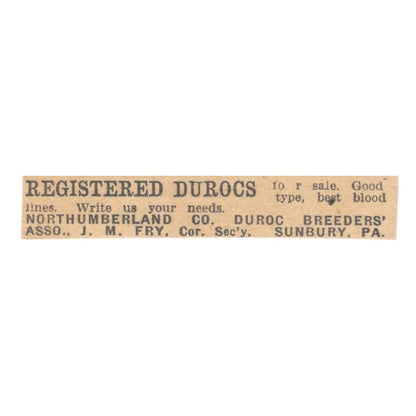 REGISTERED DUROCS fo r sale. Good
type, best blood
lines. Write us your needs.
NORTHUMBERLAND CO. DUROC BREEDERS'
ASSO., J. M. FRY, Cor. Sec'y, SUNBURY, PA.